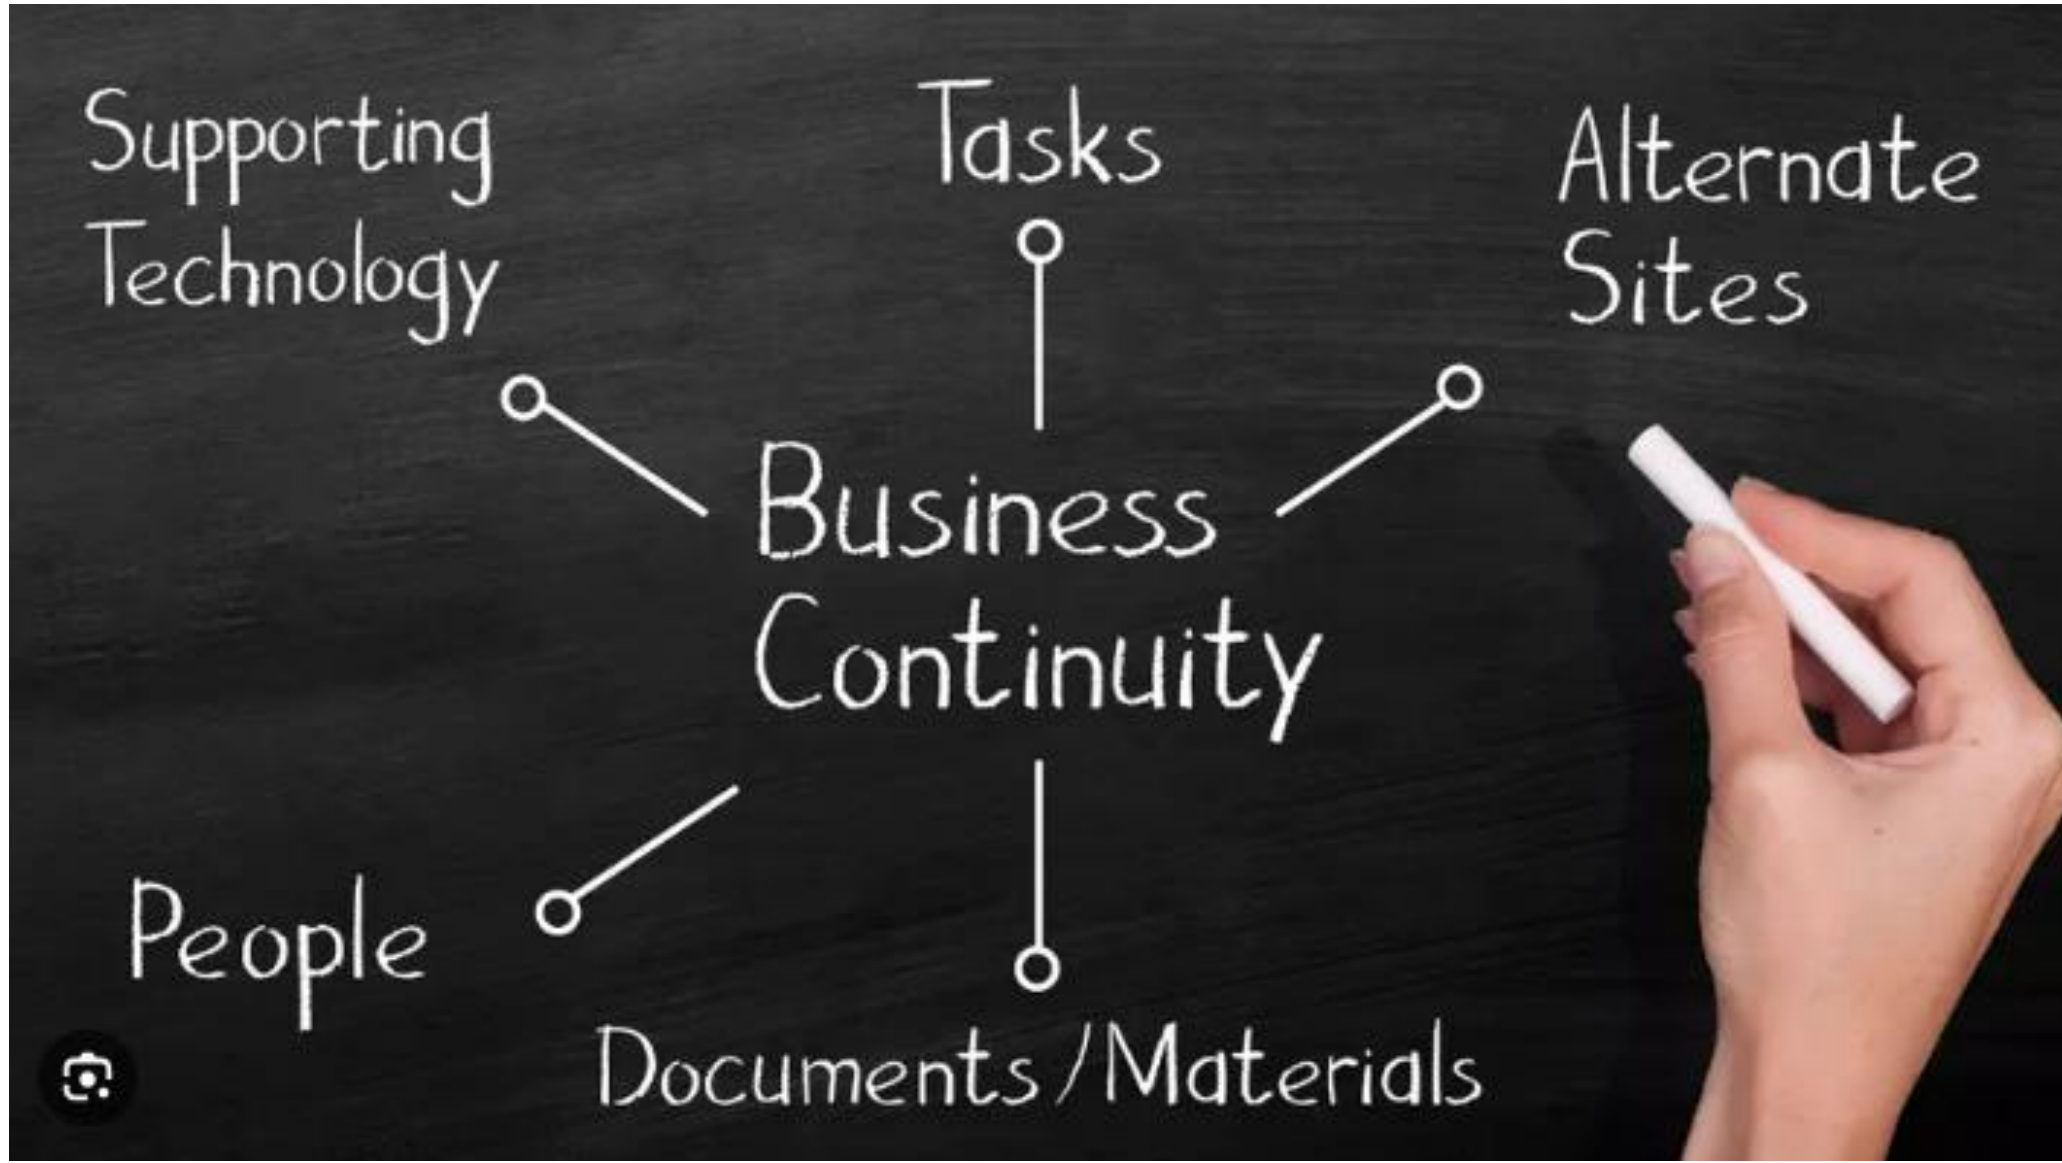 Supporting
Technology
Tasks
Alternate
Sites
Business
Continuity
People
Documents/Materials